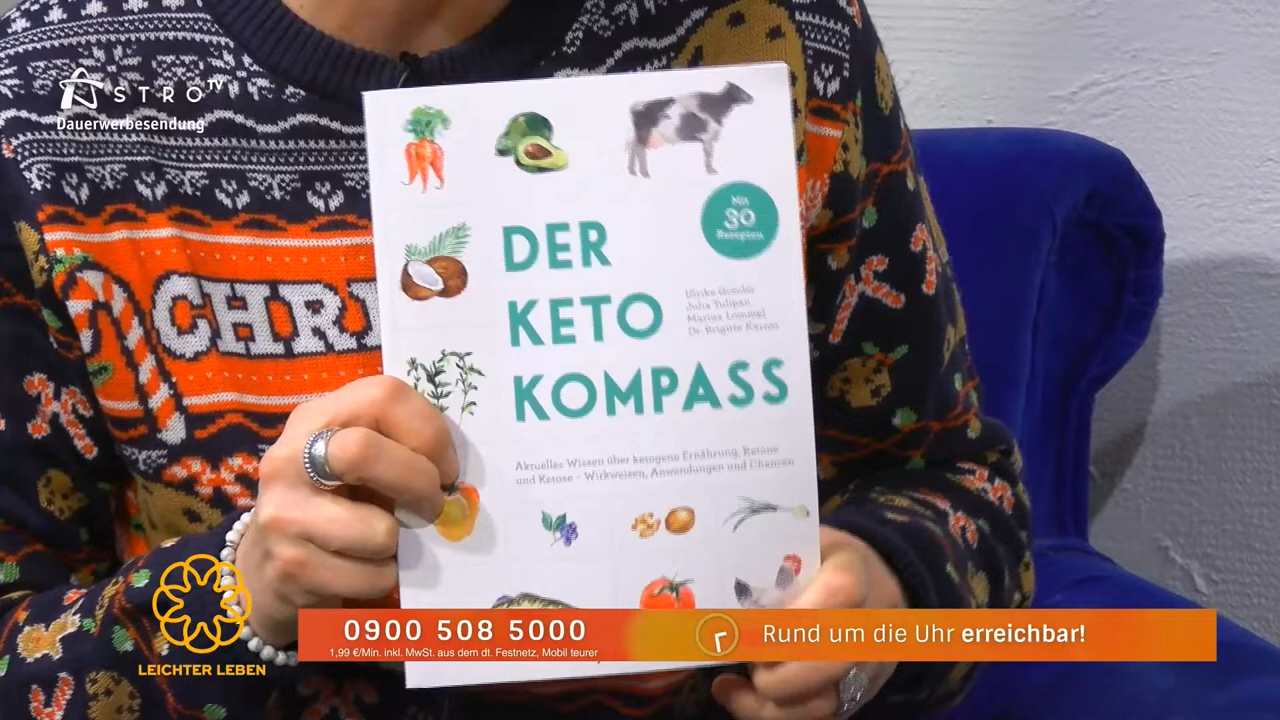 ASTRO TV
Dauerwerbesendung
CHRI
Mit
30
Rezepten
DER
KETO
KOMPASS
Ulrike Gonder
Julia Tulipan
Marina Lommel
Dr. Brigitte Karner
Aktuelles Wissen über ketogene Ernährung, Ketone
und Ketose – Wirkweisen, Anwendungen und Chancen
0900 508 5000
1,99 €/Min. inkl. MwSt. aus dem dt. Festnetz, Mobil teurer
Rund um die Uhr erreichbar!
LEICHTER LEBEN